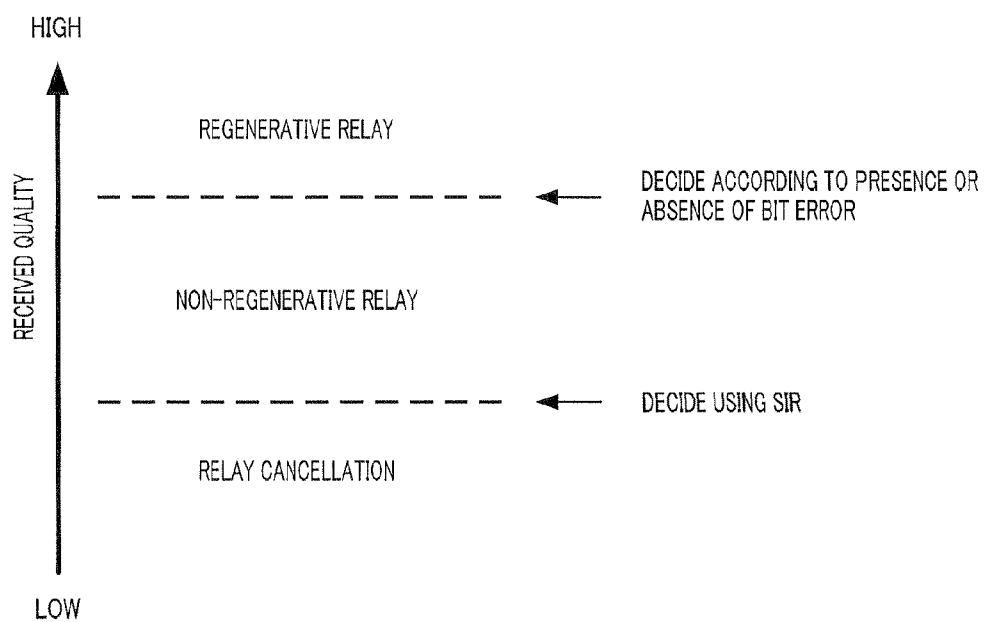 HIGH
REGENERATIVE RELAY
DECIDE ACCORDING TO PRESENCE OR
ABSENCE OF BIT ERROR
RECEIVED QUALITY
NON-REGENERATIVE RELAY
DECIDE USING SIR
RELAY CANCELLATION
LOW